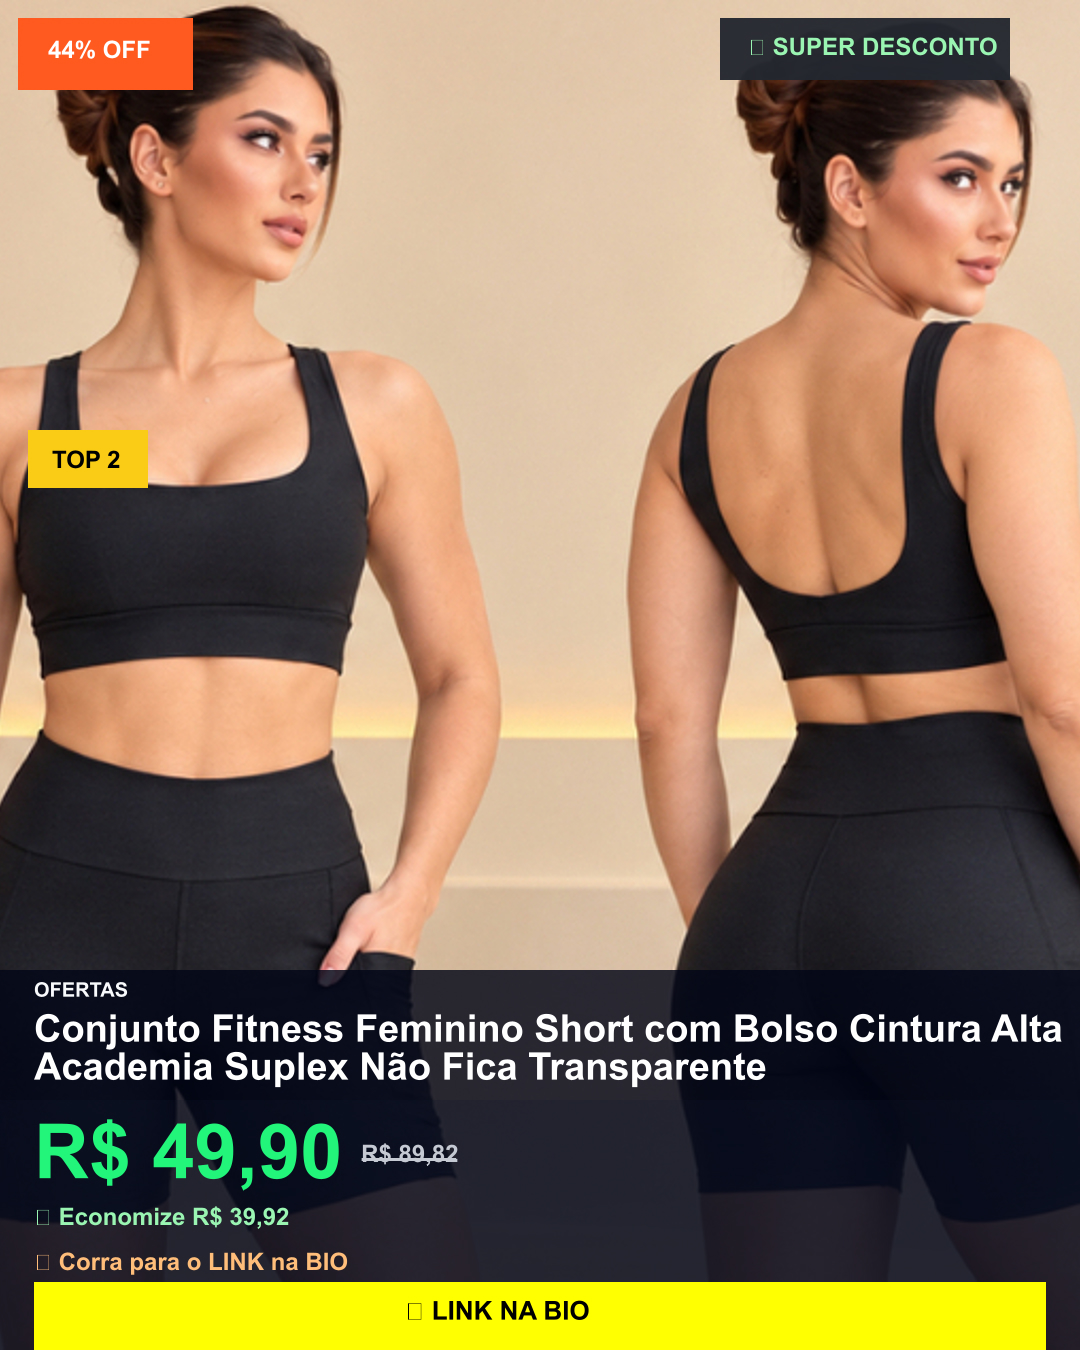 44% OFF
SUPER DESCONTO
TOP 2
OFERTAS
Conjunto Fitness Feminino Short com Bolso Cintura Alta
Academia Suplex Não Fica Transparente
R$ 49,90 R$ 89,82
Economize R$ 39,92
Corra para o LINK na BIO
LINK NA BIO